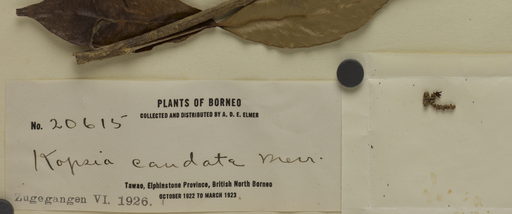 PLANTS OF BORNEO
COLLECTED AND DISTRIBUTED BY A. D. E. ELMER
No. 20615
Kopsia caudata Merr.
Tawao, Elphinstone Province, British North Borneo
OCTOBER 1922 TO MARCH 1923
Zugegangen VI. 1926.